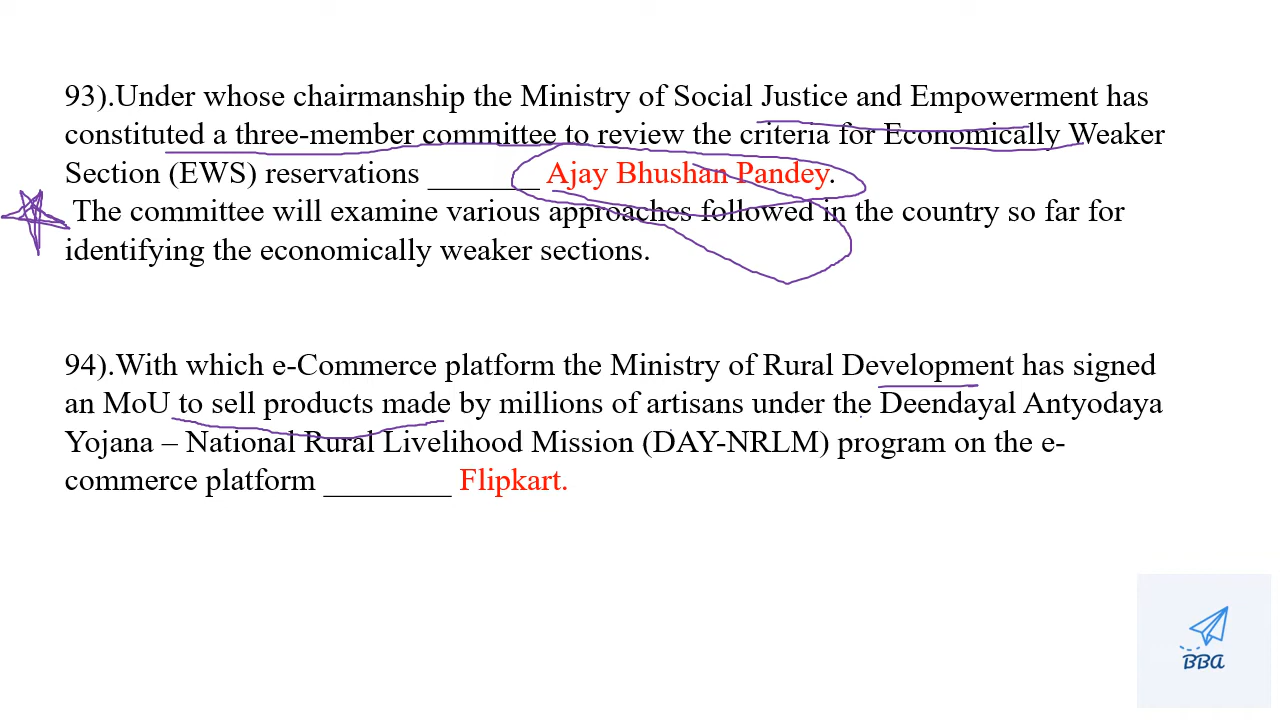 93).Under whose chairmanship the Ministry of Social Justice and Empowerment has
constituted a three-member committee to review the criteria for Economically Weaker
Section (EWS) reservations _______ Ajay Bhushan Pandey.
The committee will examine various approaches followed in the country so far for
identifying the economically weaker sections.
94).With which e-Commerce platform the Ministry of Rural Development has signed
an MoU to sell products made by millions of artisans under the Deendayal Antyodaya
Yojana – National Rural Livelihood Mission (DAY-NRLM) program on the e-
commerce platform ________ Flipkart.
BBA